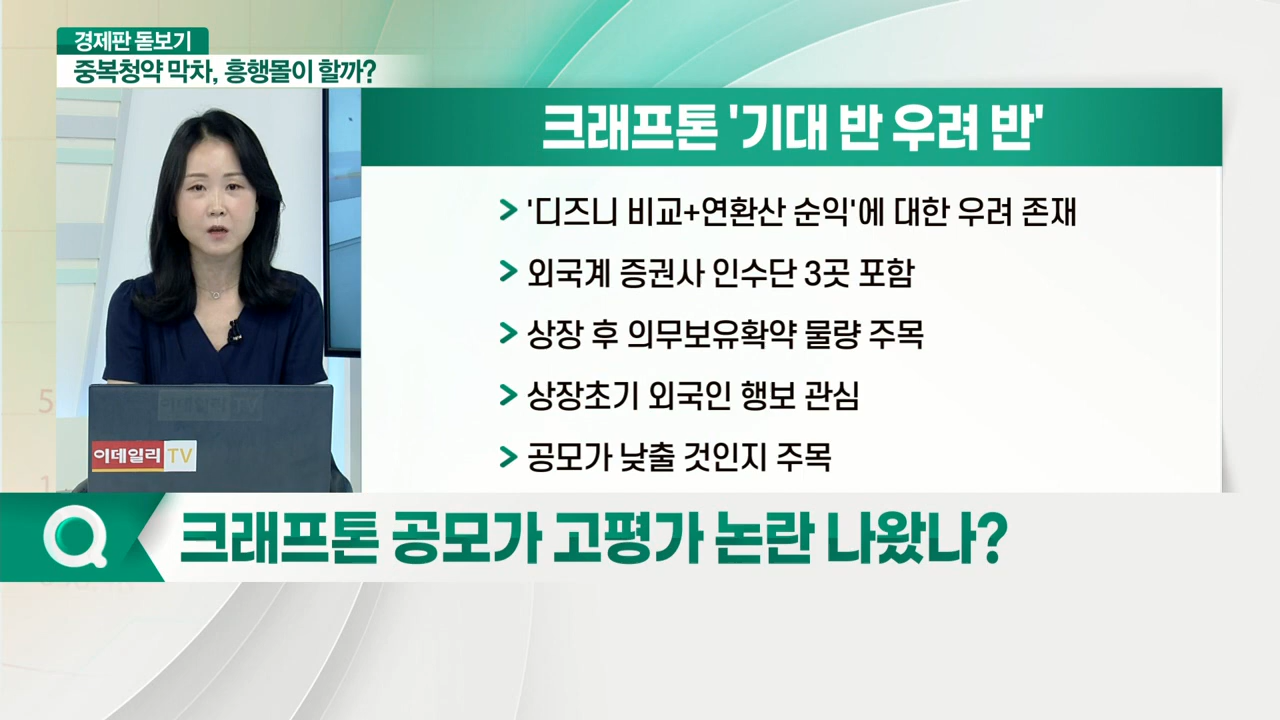 경제판 돋보기
중복청약 막차, 흥행몰이 할까?
크래프톤 '기대 반 우려 반'
> '디즈니 비교+연환산 순익'에 대한 우려 존재
> 외국계 증권사 인수단 3곳 포함
> 상장 후 의무보유확약 물량 주목
> 상장초기 외국인 행보 관심
> 공모가 낮출 것인지 주목
이데일리 TV
Q 크래프톤 공모가 고평가 논란 나왔나?
5
1